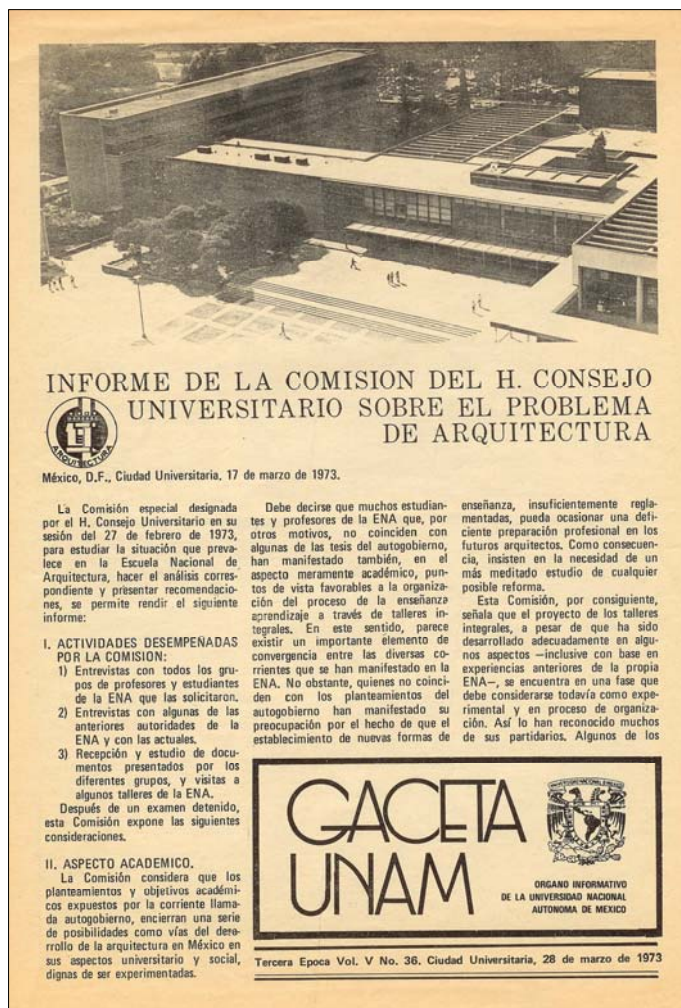 INFORME DE LA COMISION DEL H. CONSEJO
UNIVERSITARIO SOBRE EL PROBLEMA
DE ARQUITECTURA
ARQUITECTURA
México, D.F., Ciudad Universitaria, 17 de marzo de 1973.
La Comisión especial designada
por el H. Consejo Universitario en su
sesión del 27 de febrero de 1973,
para estudiar la situación que preva-
lece en la Escuela Nacional de
Arquitectura, hacer el análisis corres-
pondiente y presentar recomendacio-
nes, se permite rendir el siguiente
informe:
I. ACTIVIDADES DESEMPEÑADAS
POR LA COMISION:
1) Entrevistas con todos los gru-
pos de profesores y estudiantes
de la ENA que las solicitaron.
2) Entrevistas con algunas de las
anteriores autoridades de la
ENA y con las actuales.
3) Recepción y estudio de docu-
mentos presentados por los
diferentes grupos, y visitas a
algunos talleres de la ENA.
Después de un examen detenido,
esta Comisión expone las siguientes
consideraciones.
II. ASPECTO ACADEMICO.
La Comisión considera que los
planteamientos y objetivos académi-
cos expuestos por la corriente llama-
da autogobierno, encierran una serie
de posibilidades como vías del desa-
rrollo de la arquitectura en México en
sus aspectos universitario y social,
dignas de ser experimentadas.
Debe decirse que muchos estudian-
tes y profesores de la ENA que, por
otros motivos, no coinciden con
algunas de las tesis del autogobierno,
han manifestado también, en el
aspecto meramente académico, pun-
tos de vista favorables a la organiza-
ción del proceso de la enseñanza
aprendizaje a través de talleres in-
tegrales. En este sentido, parece
existir un importante elemento de
convergencia entre las diversas co-
rrientes que se han manifestado en la
ENA. No obstante, quienes no coinci-
den con los planteamientos del
autogobierno han manifestado su
preocupación por el hecho de que el
establecimiento de nuevas formas de
enseñanza, insuficientemente regla-
mentadas, pueda ocasionar una defi-
ciente preparación profesional en los
futuros arquitectos. Como consecuen-
cia, insisten en la necesidad de un
más meditado estudio de cualquier
posible reforma.
Esta Comisión, por consiguiente,
señala que el proyecto de los talleres
integrales, a pesar de que ha sido
desarrollado adecuadamente en algu-
nos aspectos —inclusive con base en
experiencias anteriores de la propia
ENA—, se encuentra en una fase que
debe considerarse todavía como expe-
rimental y en proceso de organiza-
ción. Así lo han reconocido muchos
de sus partidarios. Algunos de los
GACETA
UNAM
ORGANO INFORMATIVO
DE LA UNIVERSIDAD NACIONAL
AUTONOMA DE MEXICO
Tercera Epoca Vol. V No. 36. Ciudad Universitaria, 28 de marzo de 1973